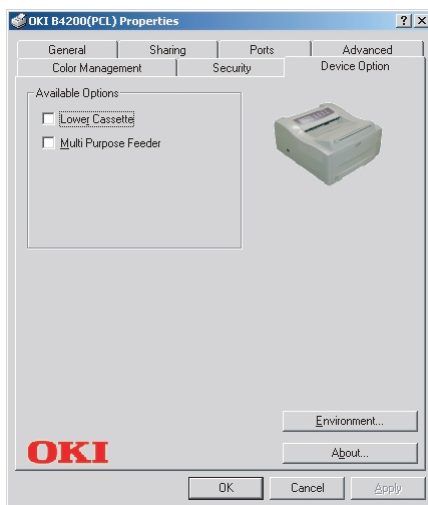 OKI B4200(PCL) Properties
General Sharing Ports Advanced
Color Management Security Device Option
Available Options
Lower Cassette
Multi Purpose Feeder
Environment...
OKI
About...
OK Cancel Apply